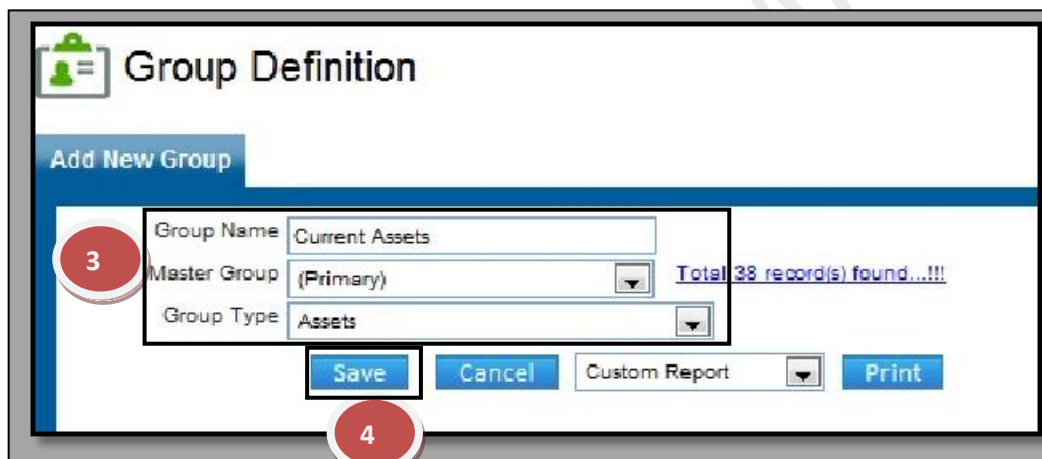 Group Definition
Add New Group
3
Group Name Current Assets
Master Group (Primary) Total 38 record(s) found...!!!
Group Type Assets
Save Cancel Custom Report Print
4